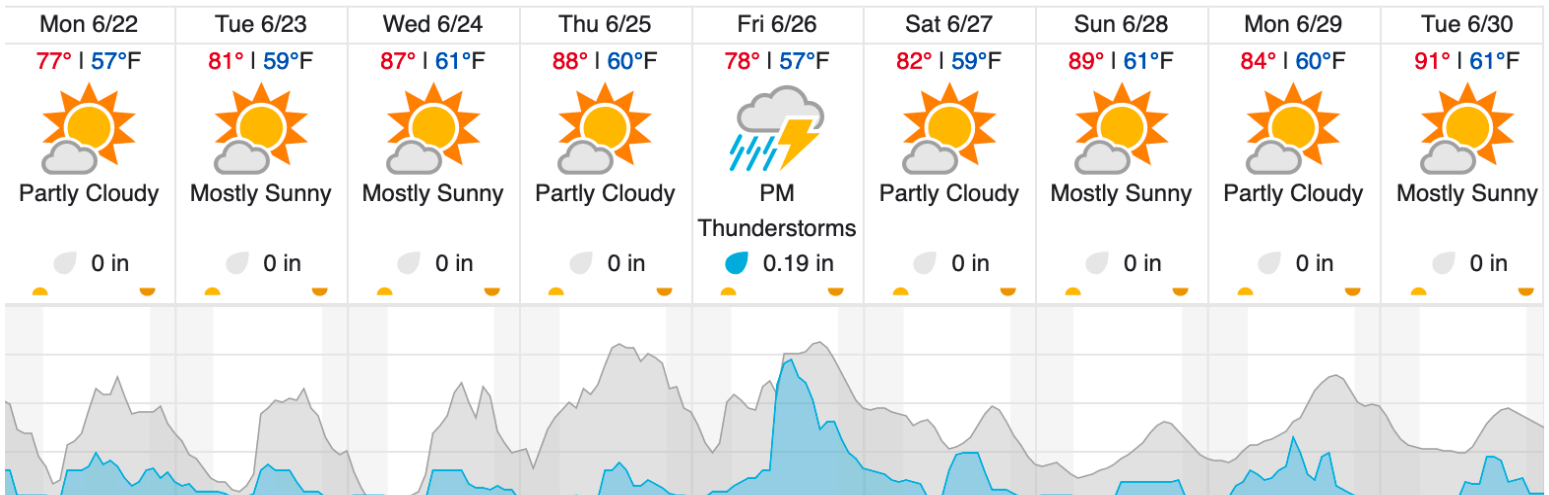 Mon 6/22 Tue 6/23 Wed 6/24 Thu 6/25 Fri 6/26 Sat 6/27 Sun 6/28 Mon 6/29 Tue 6/30
77° | 57°F 81° | 59°F 87° | 61°F 88° | 60°F 78° | 57°F 82° | 59°F 89° | 61°F 84° | 60°F 91° | 61°F
Partly Cloudy Mostly Sunny Mostly Sunny Partly Cloudy PM Partly Cloudy Mostly Sunny Partly Cloudy Mostly Sunny
Thunderstorms
0 in 0 in 0 in 0 in 0.19 in 0 in 0 in 0 in 0 in